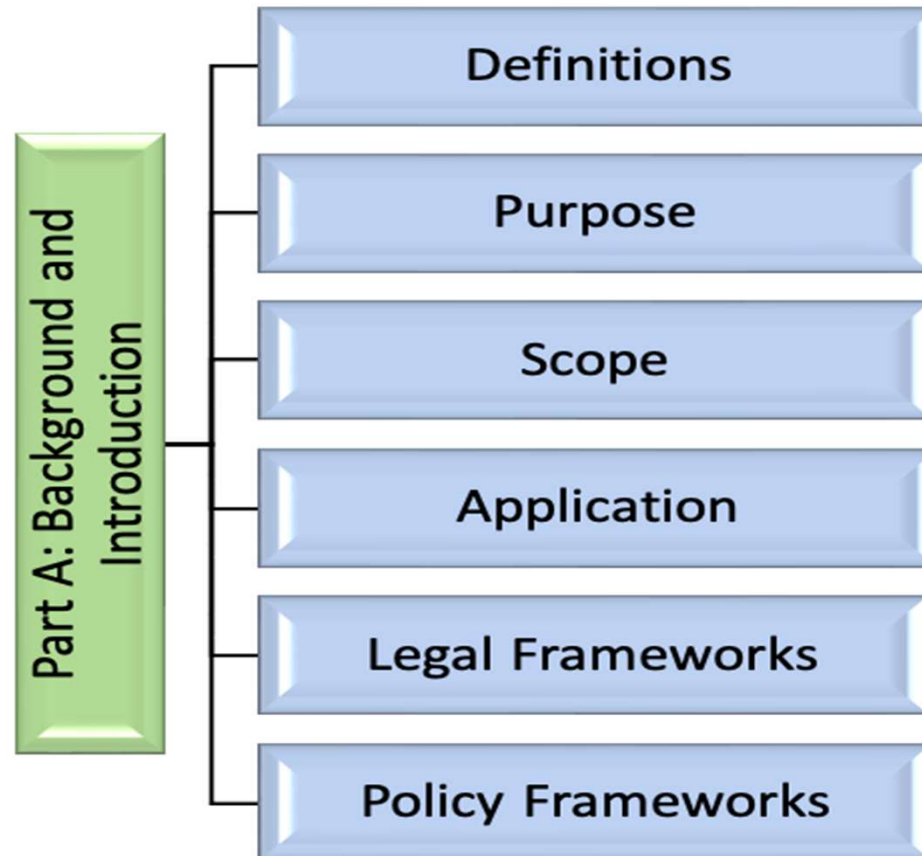 Part A: Background and
Introduction
Definitions
Purpose
Scope
Application
Legal Frameworks
Policy Frameworks